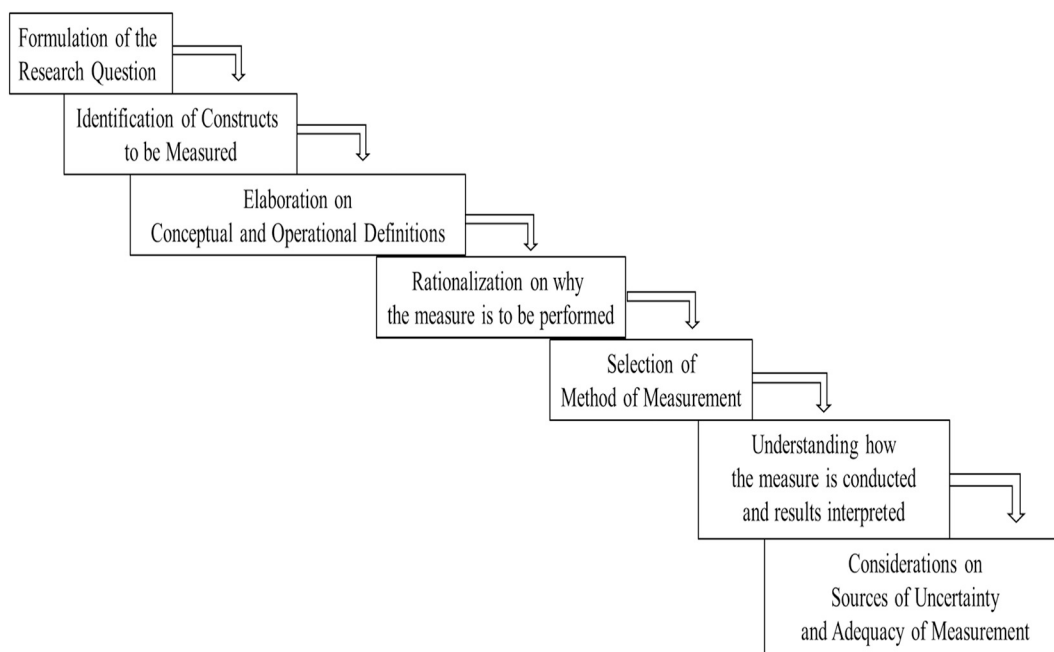 Formulation of the
Research Question
Identification of Constructs
to be Measured
Elaboration on
Conceptual and Operational Definitions
Rationalization on why
the measure is to be performed
Selection of
Method of Measurement
Understanding how
the measure is conducted
and results interpreted
Considerations on
Sources of Uncertainty
and Adequacy of Measurement